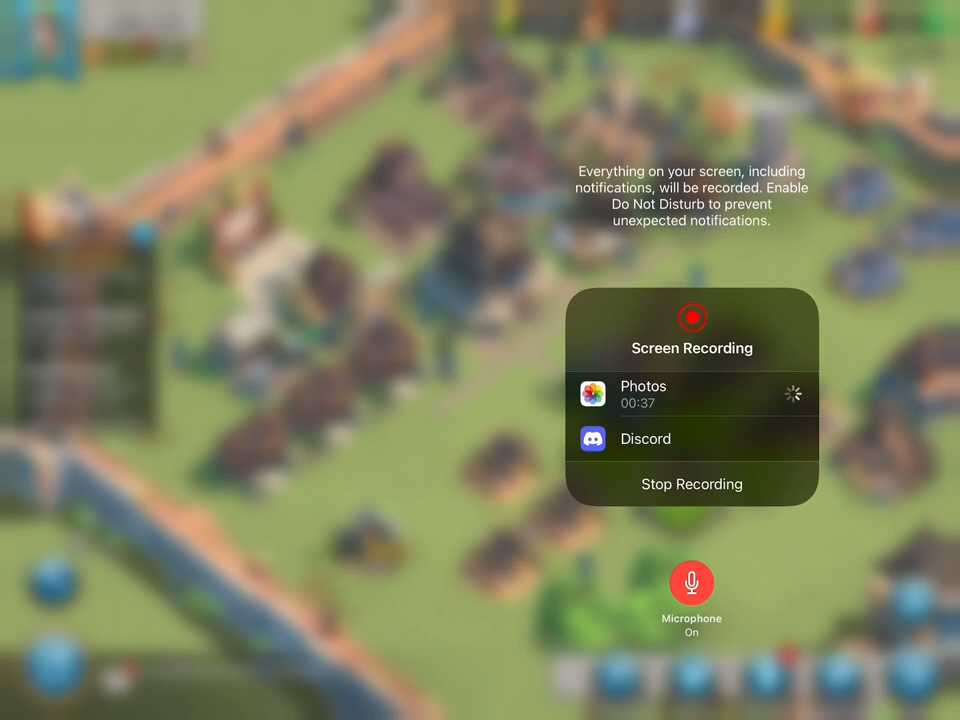 Everything on your screen, including
notifications, will be recorded. Enable
Do Not Disturb to prevent
unexpected notifications.
Screen Recording
Photos
00:37
Discord
Stop Recording
Microphone
On